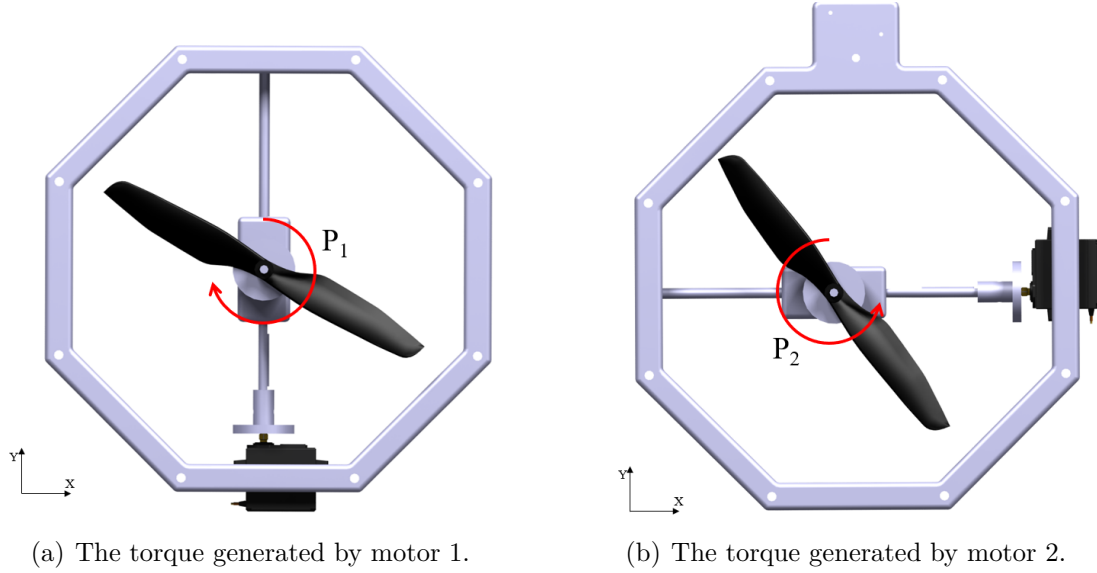 P1
P2
Y
X
Y
X
(a) The torque generated by motor 1.
(b) The torque generated by motor 2.